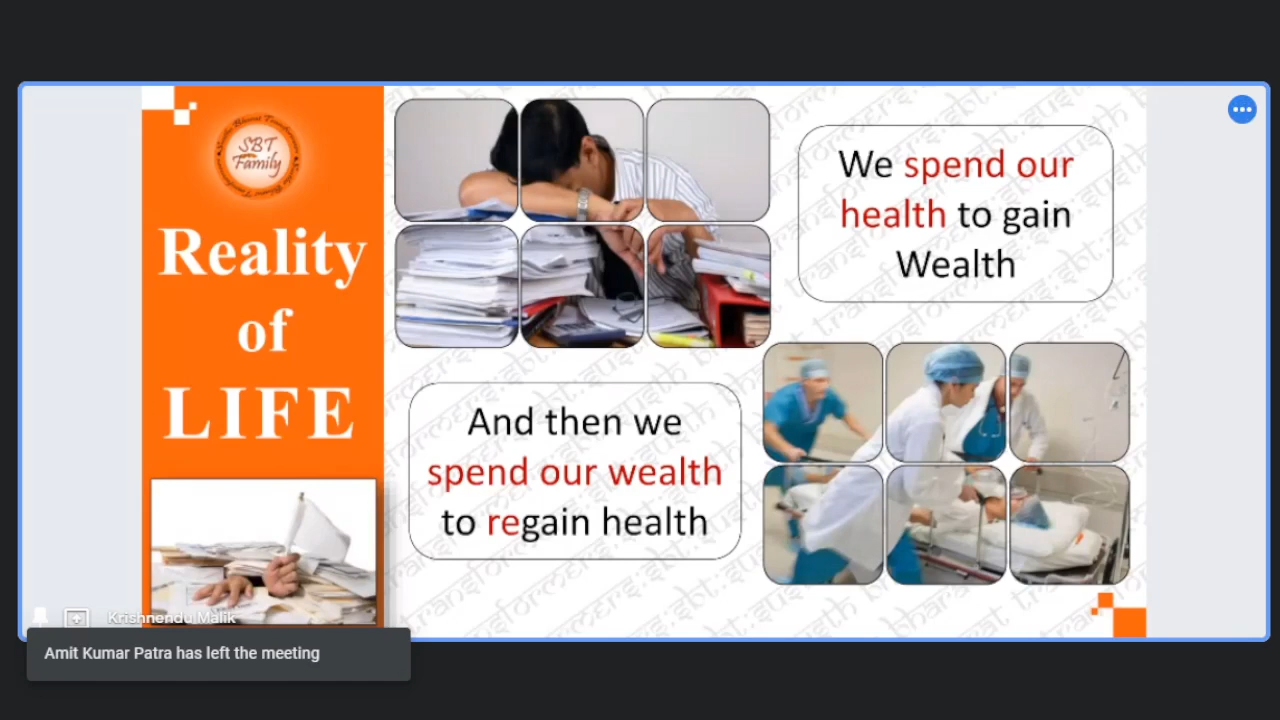 SBT
Family
Reality
of
LIFE
We spend our
health to gain
Wealth
And then we
spend our wealth
to regain health
Krishnendu Malik
Amit Kumar Patra has left the meeting